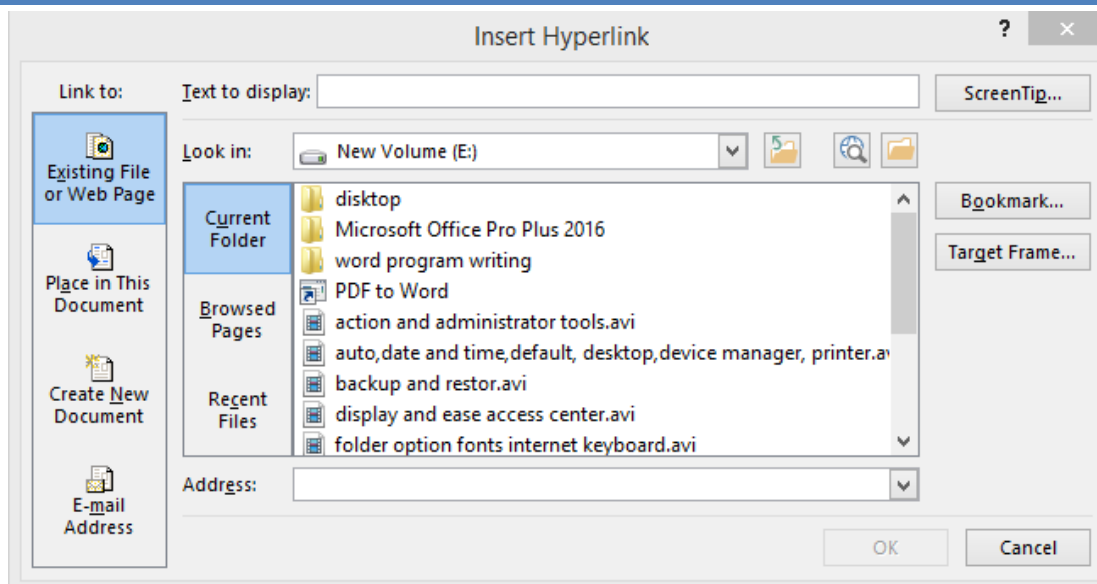 Insert Hyperlink
?
Link to:
Text to display:
ScreenTip...
Existing File
or Web Page
Look in:
New Volume (E:)
Current
Folder
disktop
Microsoft Office Pro Plus 2016
word program writing
PDF to Word
action and administrator tools.avi
auto,date and time,default, desktop,device manager, printer.av
backup and restor.avi
display and ease access center.avi
folder option fonts internet keyboard.avi
Bookmark...
Target Frame...
Place in This
Document
Browsed
Pages
Create New
Document
Recent
Files
E-mail
Address
Address:
OK
Cancel